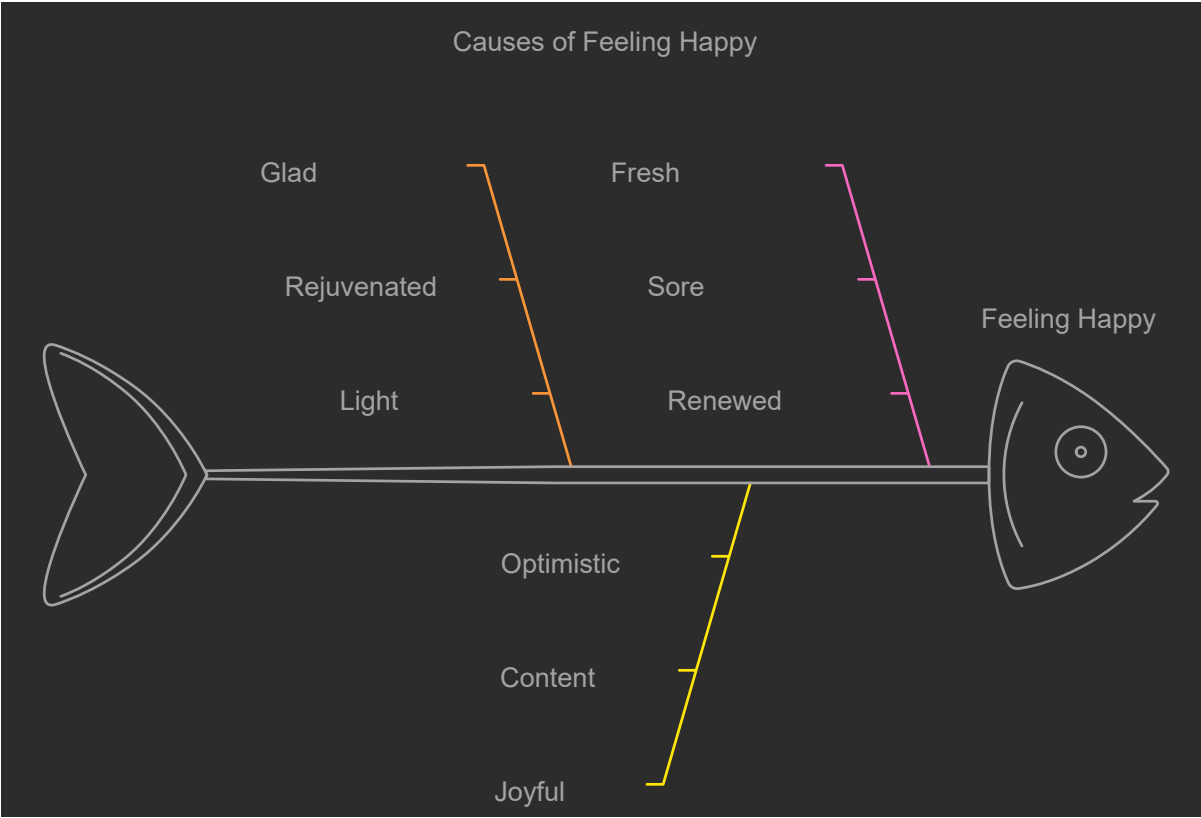 Causes of Feeling Happy
Glad
Fresh
Rejuvenated
Sore
Feeling Happy
Light
Renewed
Optimistic
Content
Joyful